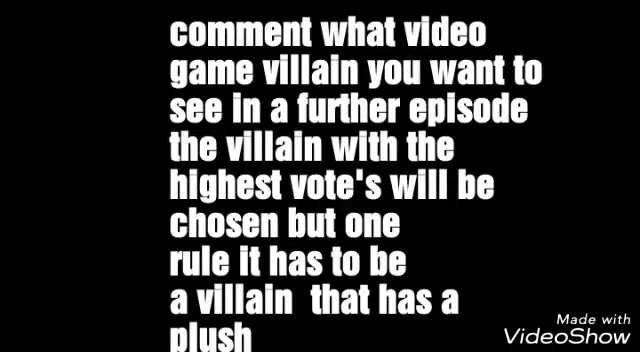 comment what video
game villain you want to
see in a further episode
the villain with the
highest vote's will be
chosen but one
rule it has to be
a villain  that has a
plush
Made with
VideoShow